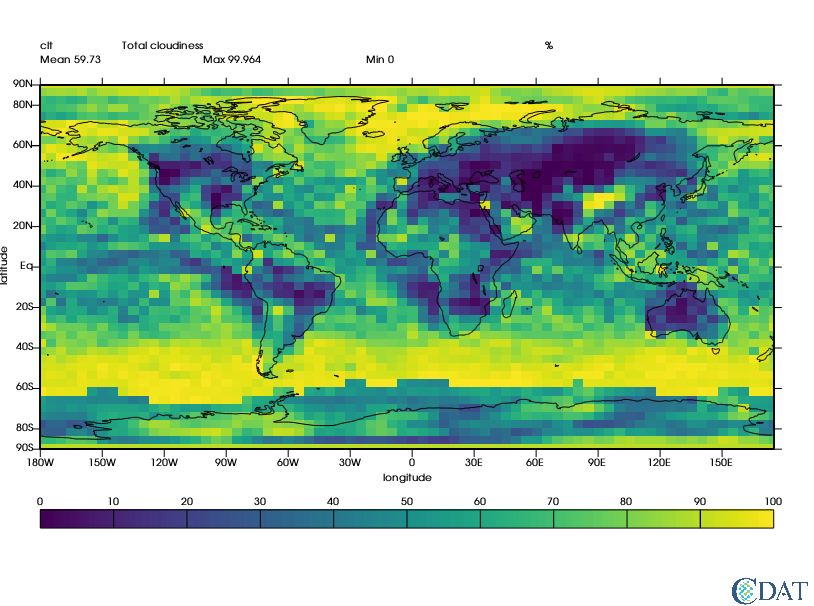 clt Total cloudiness %
Mean 59.73 Max 99.964 Min 0
90N
80N
60N
40N
20N
Eq
20S
40S
60S
80S
90S
latitude
180W 150W 120W 90W 60W 30W 0 30E 60E 90E 120E 150E
longitude
0 10 20 30 40 50 60 70 80 90 100
CDAT